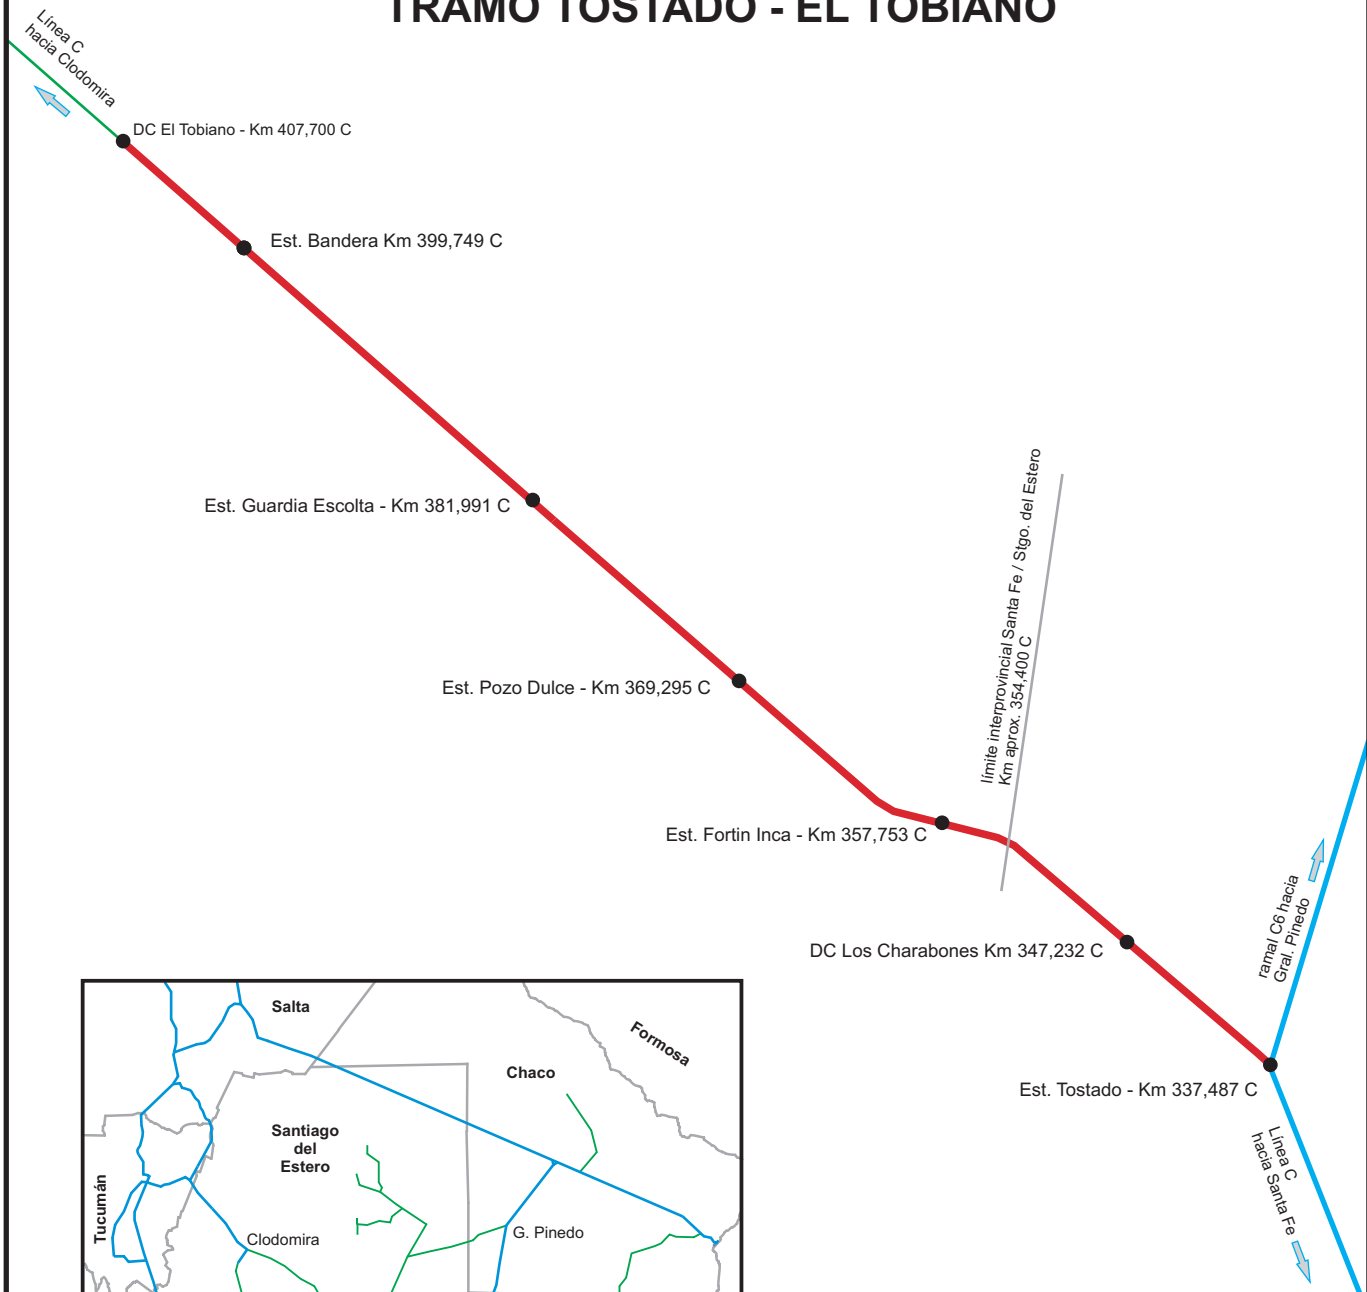 TRAMO TOSTADO - EL TOBIANO
Línea C
hacia Clodomira
DC El Tobiano - Km 407,700 C
Est. Bandera Km 399,749 C
Est. Guardia Escolta - Km 381,991 C
límite interprovincial Santa Fe / Stgo. del Estero
Km aprox. 354,400 C
Est. Pozo Dulce - Km 369,295 C
Est. Fortin Inca - Km 357,753 C
ramal C6 hacia
Gral. Pinedo
DC Los Charabones Km 347,232 C
Est. Tostado - Km 337,487 C
Línea C
hacia Santa Fe
Salta
Formosa
Chaco
Santiago
del
Estero
Tucumán
Clodomira
G. Pinedo